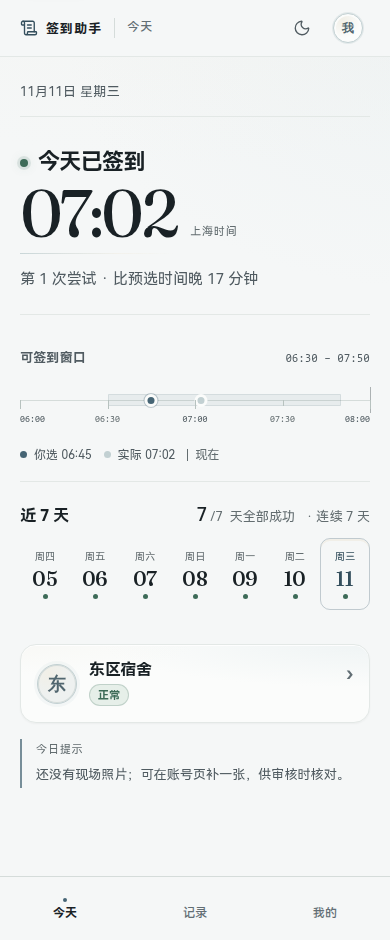 签到助手 今天 我
11月11日 星期三
今天已签到
07:02 上海时间
第 1 次尝试 · 比预选时间晚 17 分钟
可签到窗口 06:30 – 07:50
06:00 06:30 07:00 07:30 08:00
你选 06:45 实际 07:02 现在
近 7 天 7 /7 天全部成功 · 连续 7 天
周四 周五 周六 周日 周一 周二 周三
05 06 07 08 09 10 11
东 东区宿舍
正常
今日提示
还没有现场照片；可在账号页补一张，供审核时核对。
今天 记录 我的